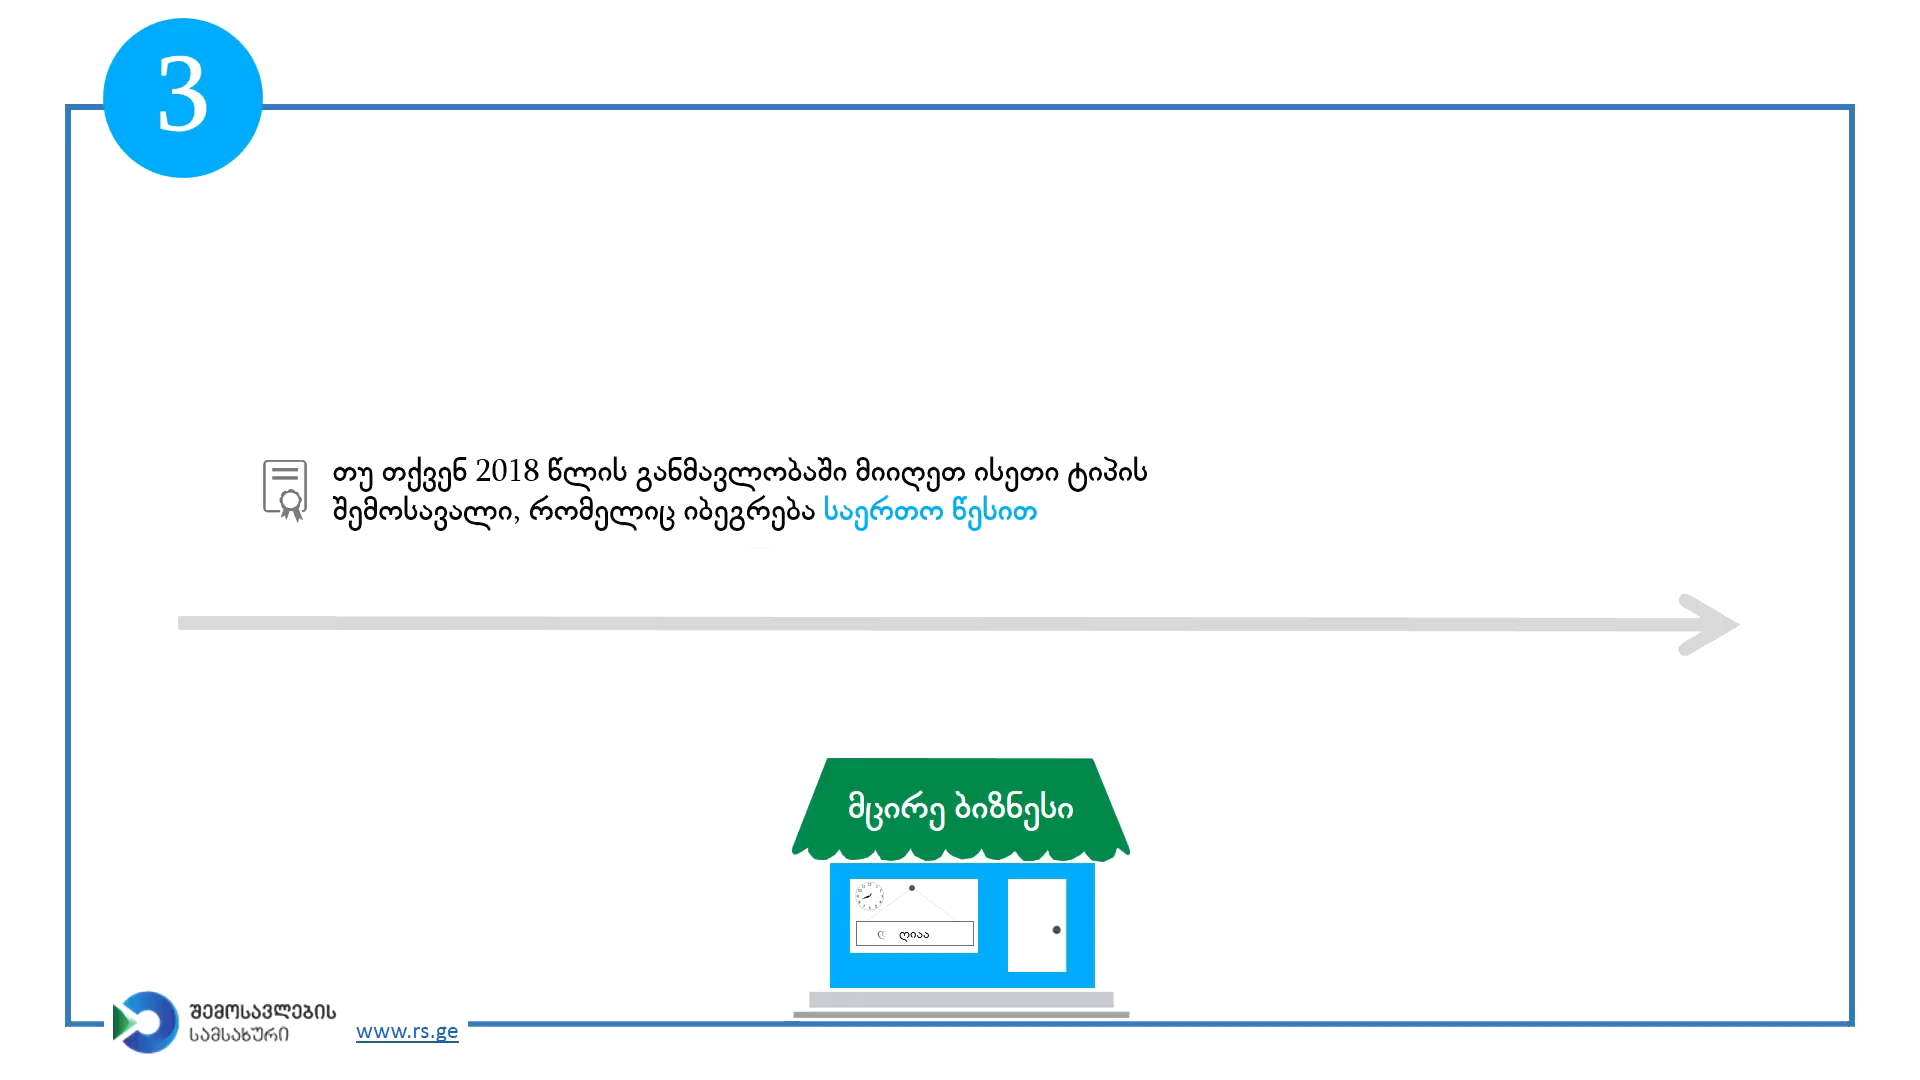 3
თუ თქვენ 2018 წლის განმავლობაში მიიღეთ ისეთი ტიპის
შემოსავალი, რომელიც იბეგრება საერთო წესით
მცირე ბიზნესი
ღიაა
შემოსავლების
სამსახური
www.rs.ge